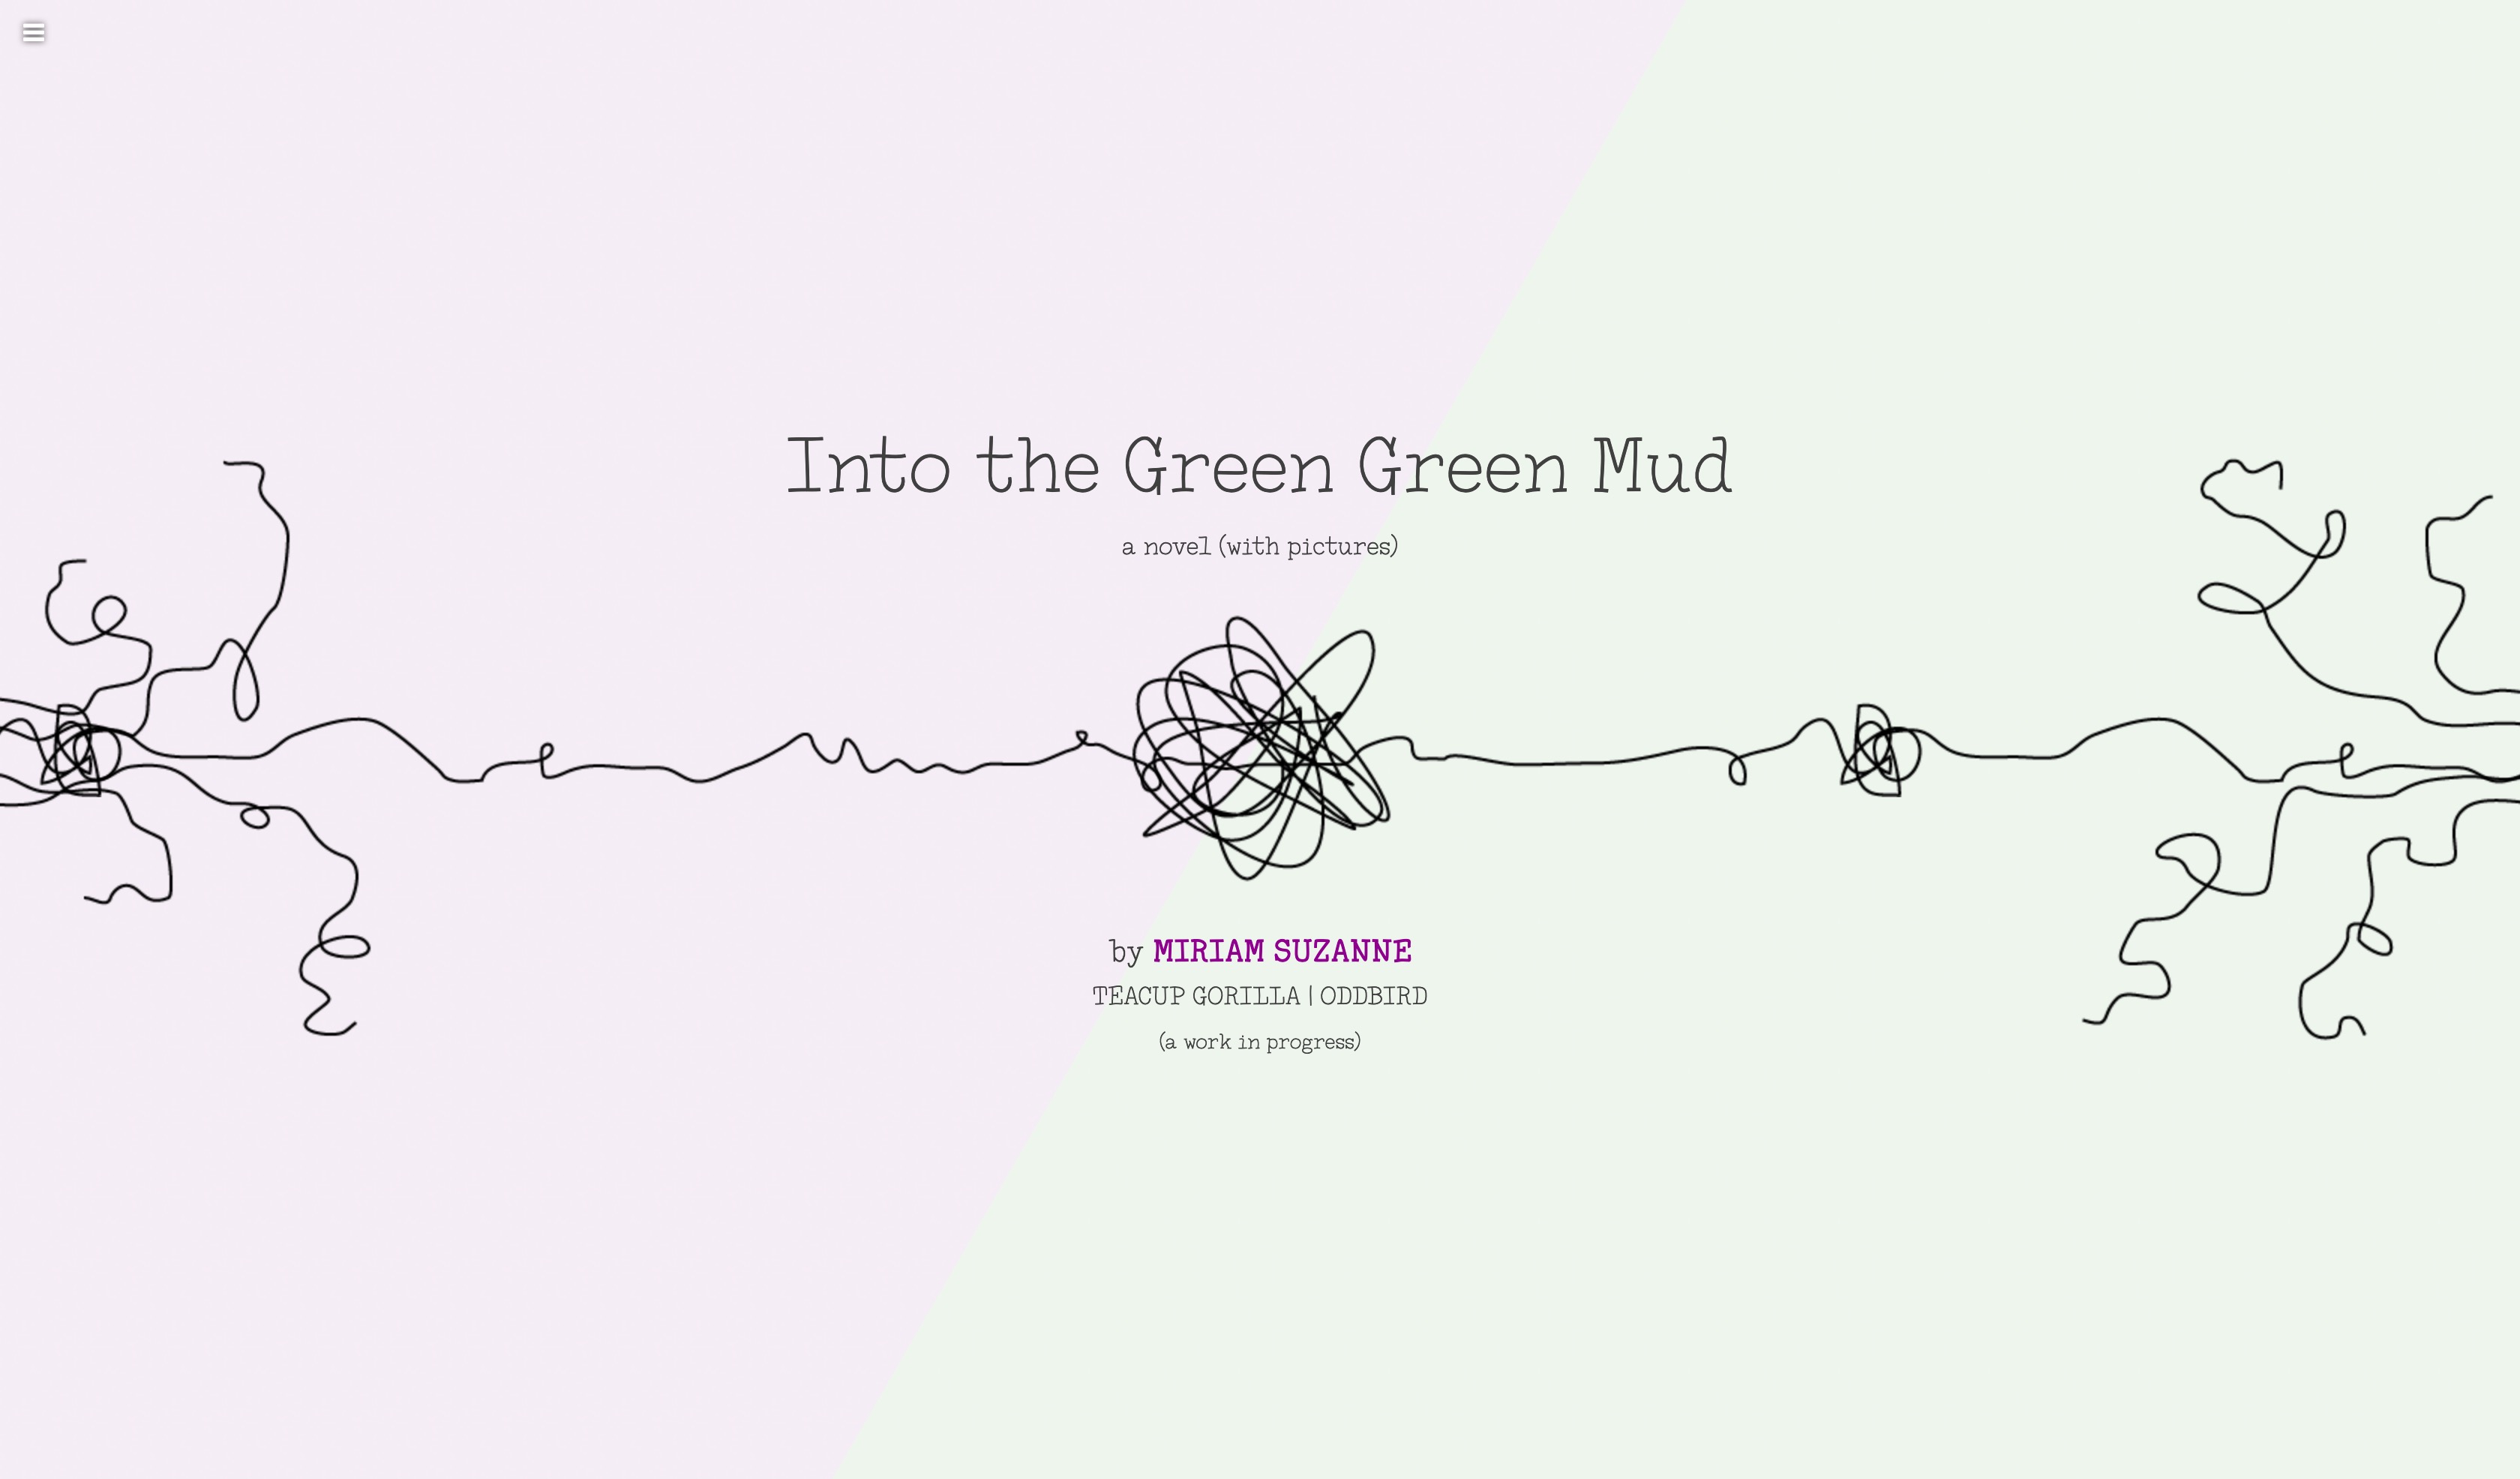 Into the Green Green Mud
a novel (with pictures)
by MIRIAM SUZANNE
TEACUP GORILLA | ODDBIRD
(a work in progress)